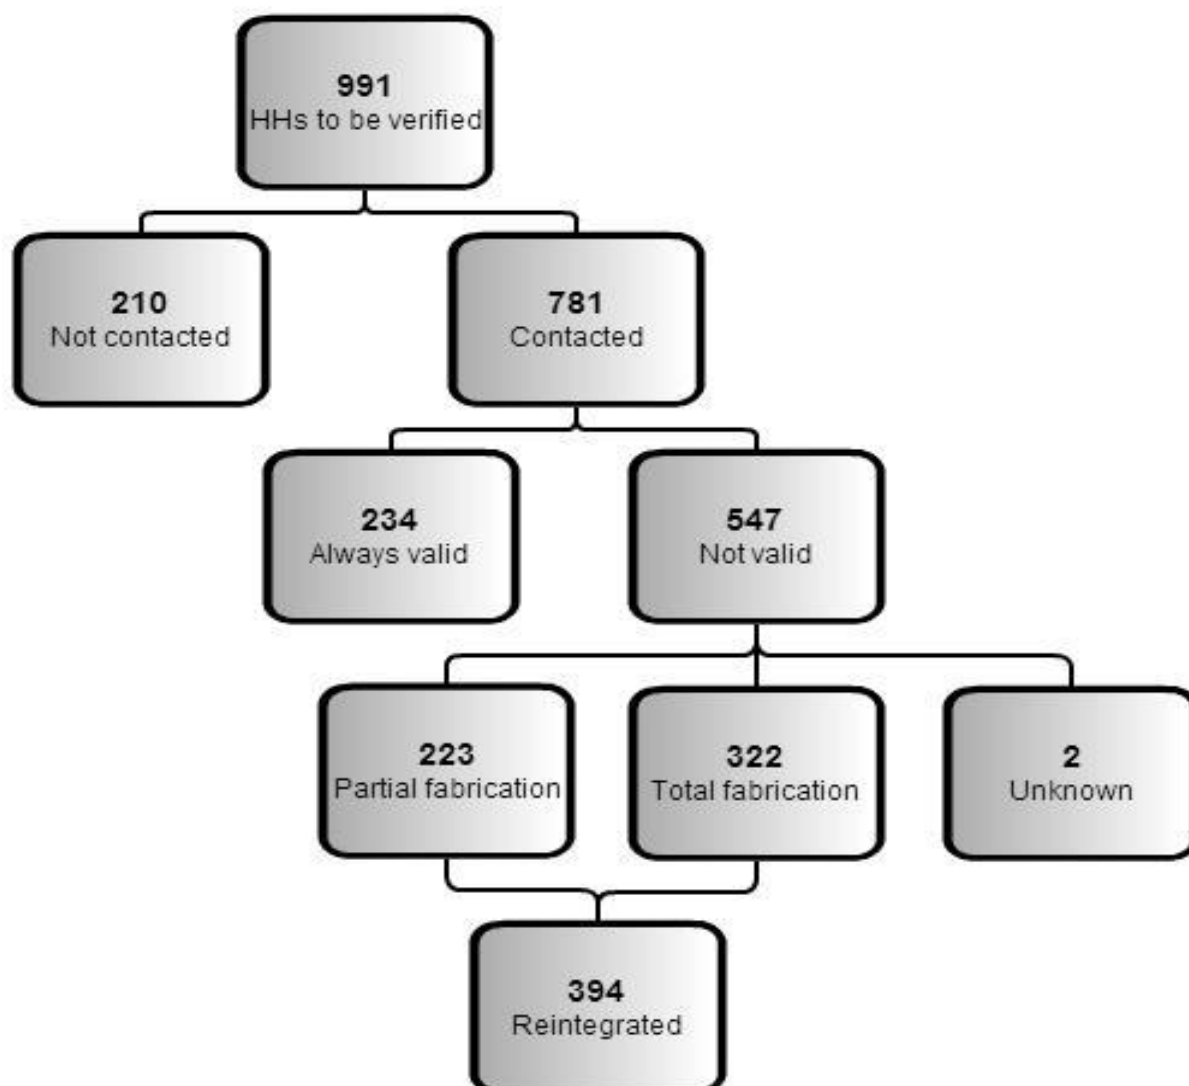 991
HHs to be verified
210
Not contacted
781
Contacted
234
Always valid
547
Not valid
223
Partial fabrication
322
Total fabrication
2
Unknown
394
Reintegrated